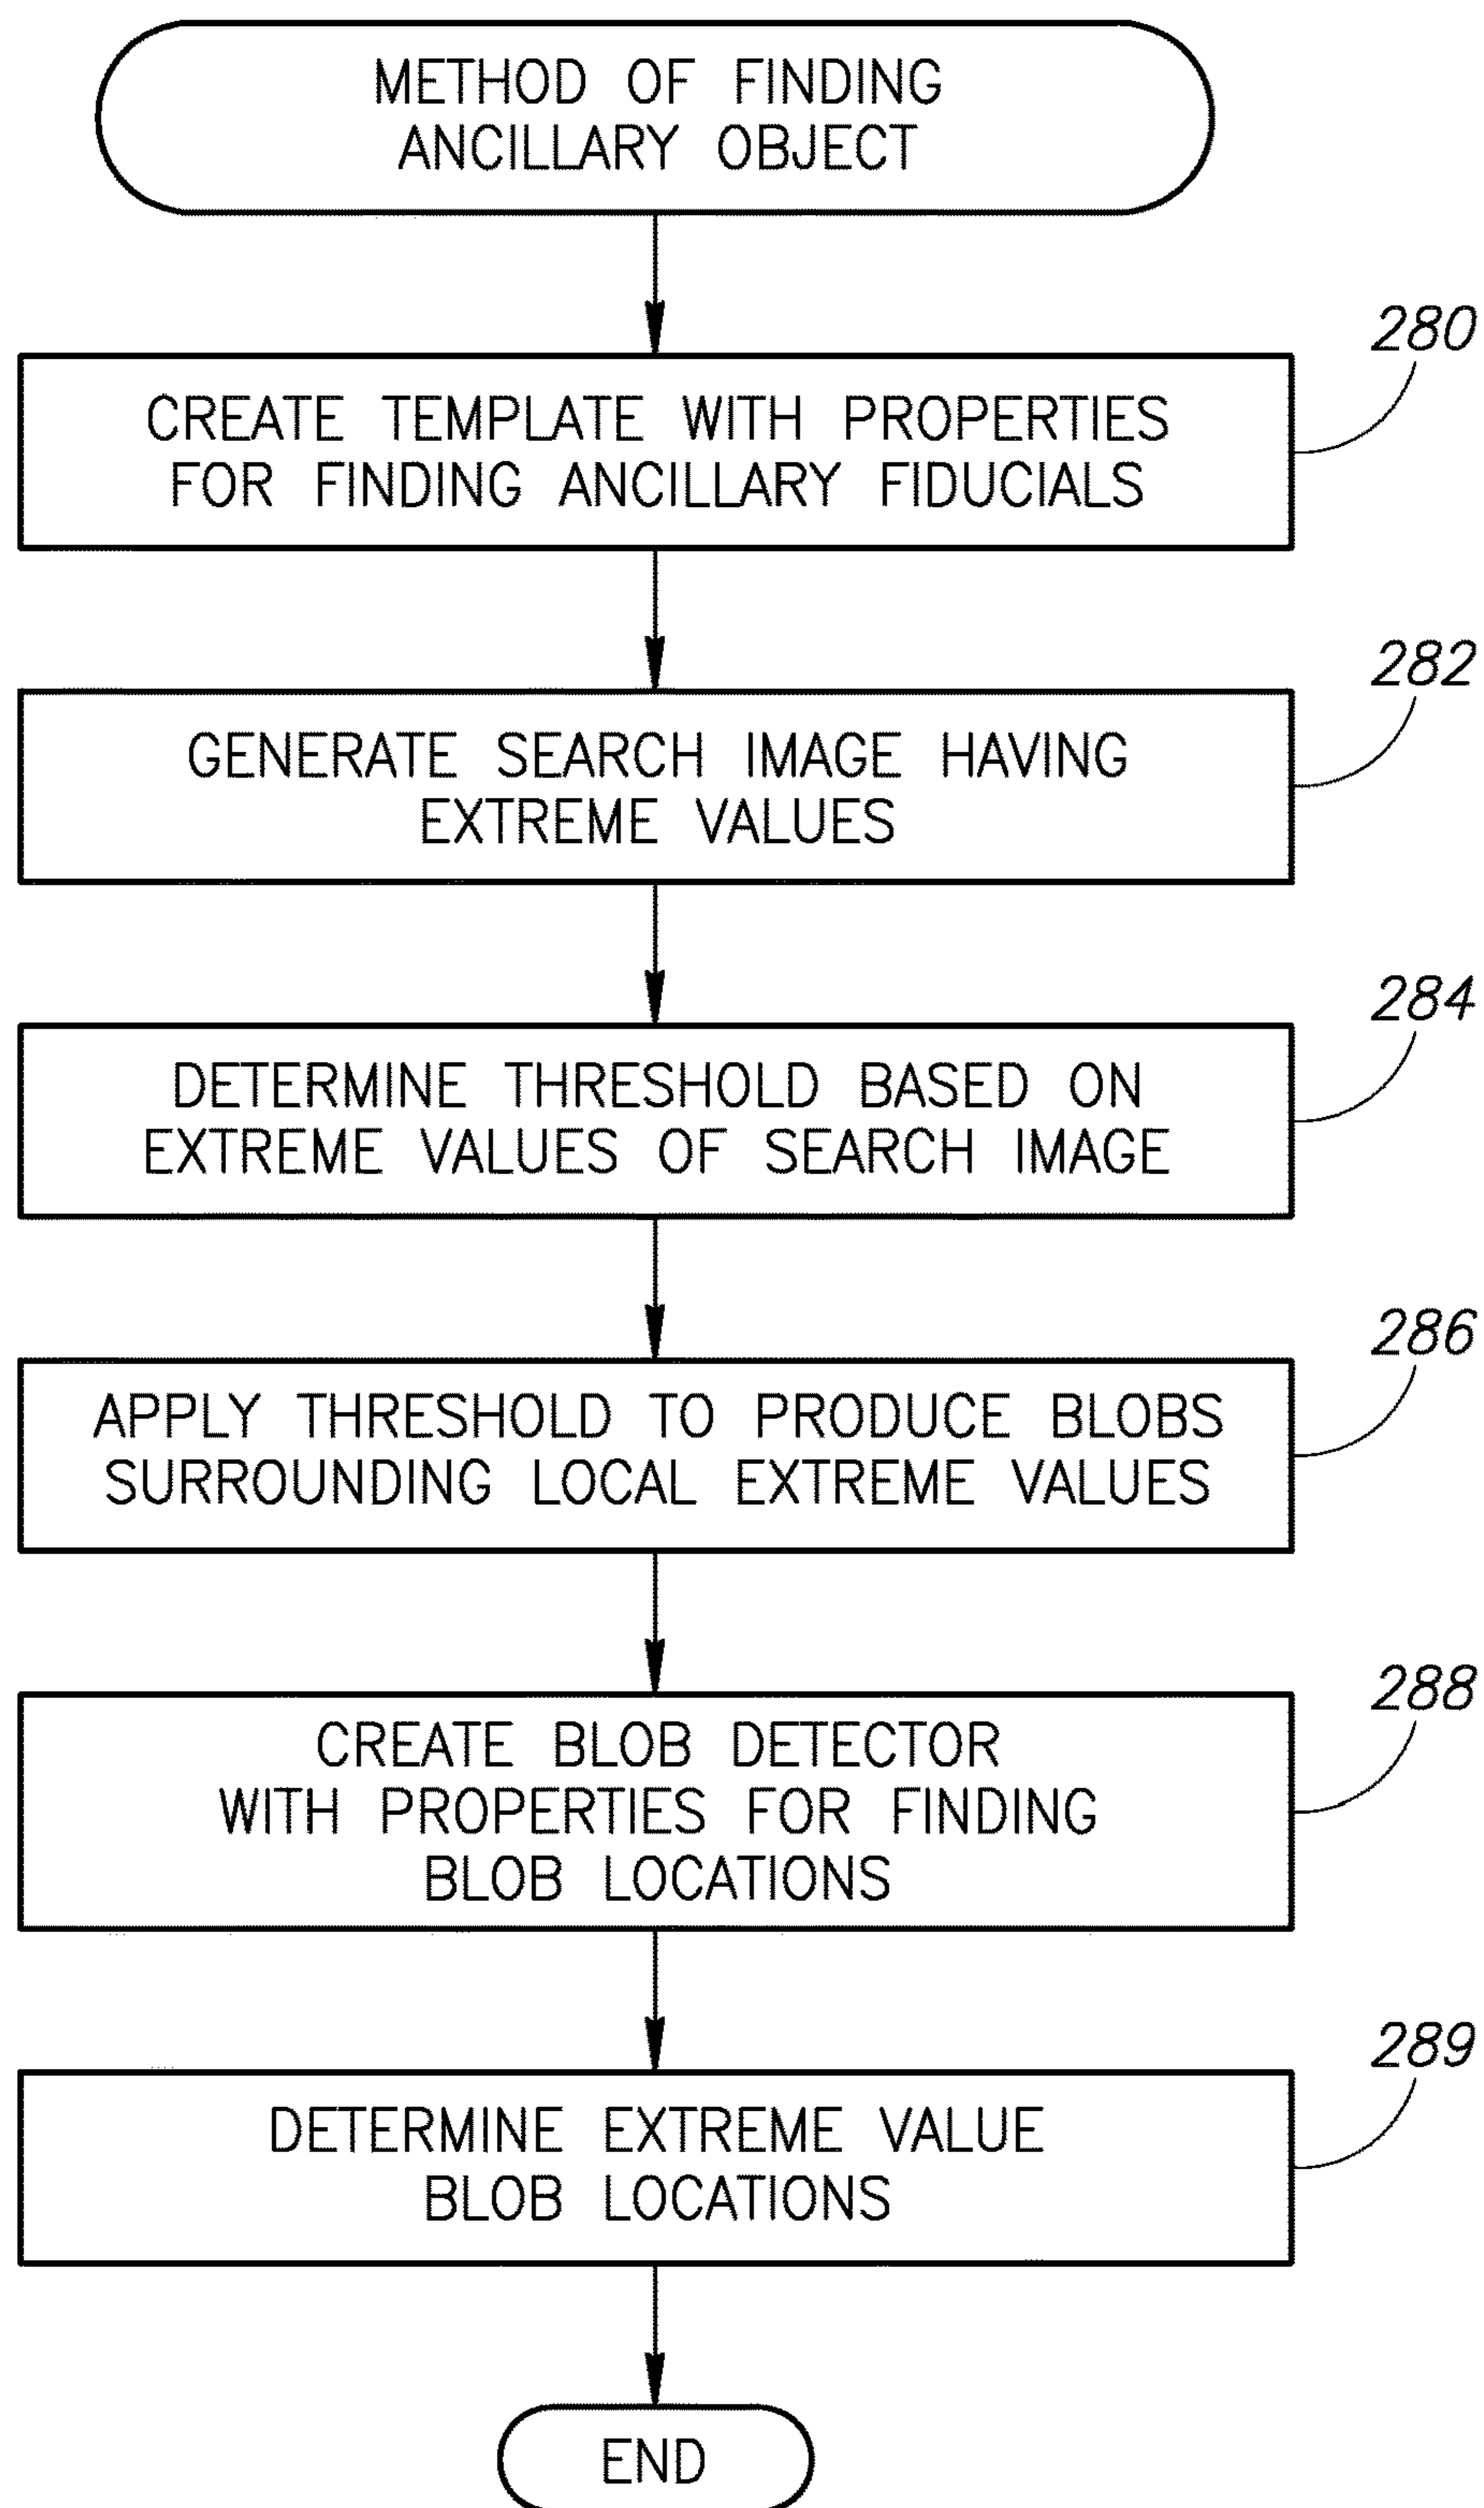 METHOD OF FINDING
ANCILLARY OBJECT
280
CREATE TEMPLATE WITH PROPERTIES
FOR FINDING ANCILLARY FIDUCIALS
282
GENERATE SEARCH IMAGE HAVING
EXTREME VALUES
284
DETERMINE THRESHOLD BASED ON
EXTREME VALUES OF SEARCH IMAGE
286
APPLY THRESHOLD TO PRODUCE BLOBS
SURROUNDING LOCAL EXTREME VALUES
288
CREATE BLOB DETECTOR
WITH PROPERTIES FOR FINDING
BLOB LOCATIONS
289
DETERMINE EXTREME VALUE
BLOB LOCATIONS
END